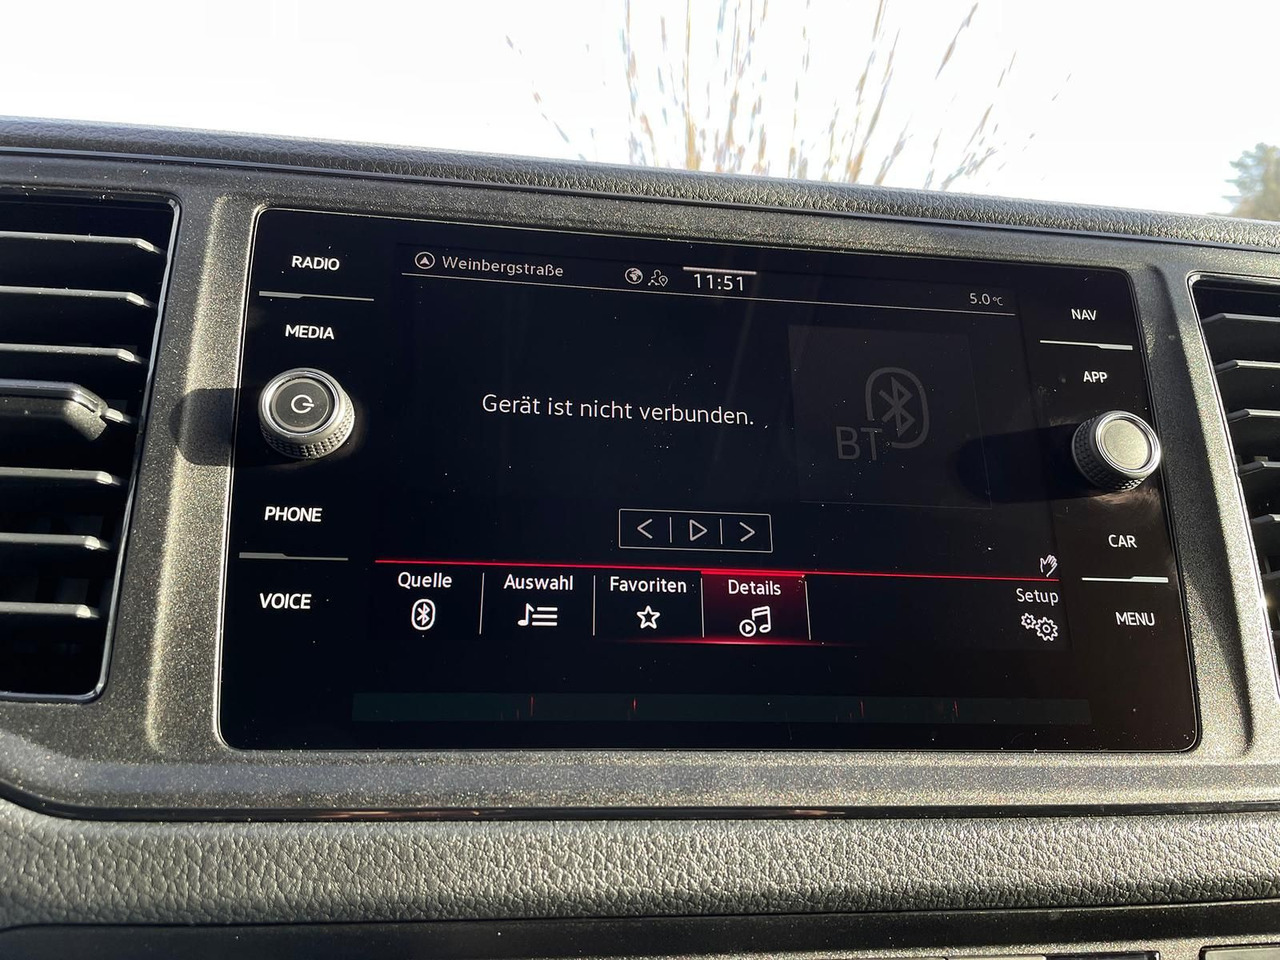 RADIO
MEDIA
PHONE
VOICE
Weinbergstraße
11:51
5.0 °C
Gerät ist nicht verbunden.
BT
Quelle
Auswahl
Favoriten
Details
Setup
NAV
APP
CAR
MENU